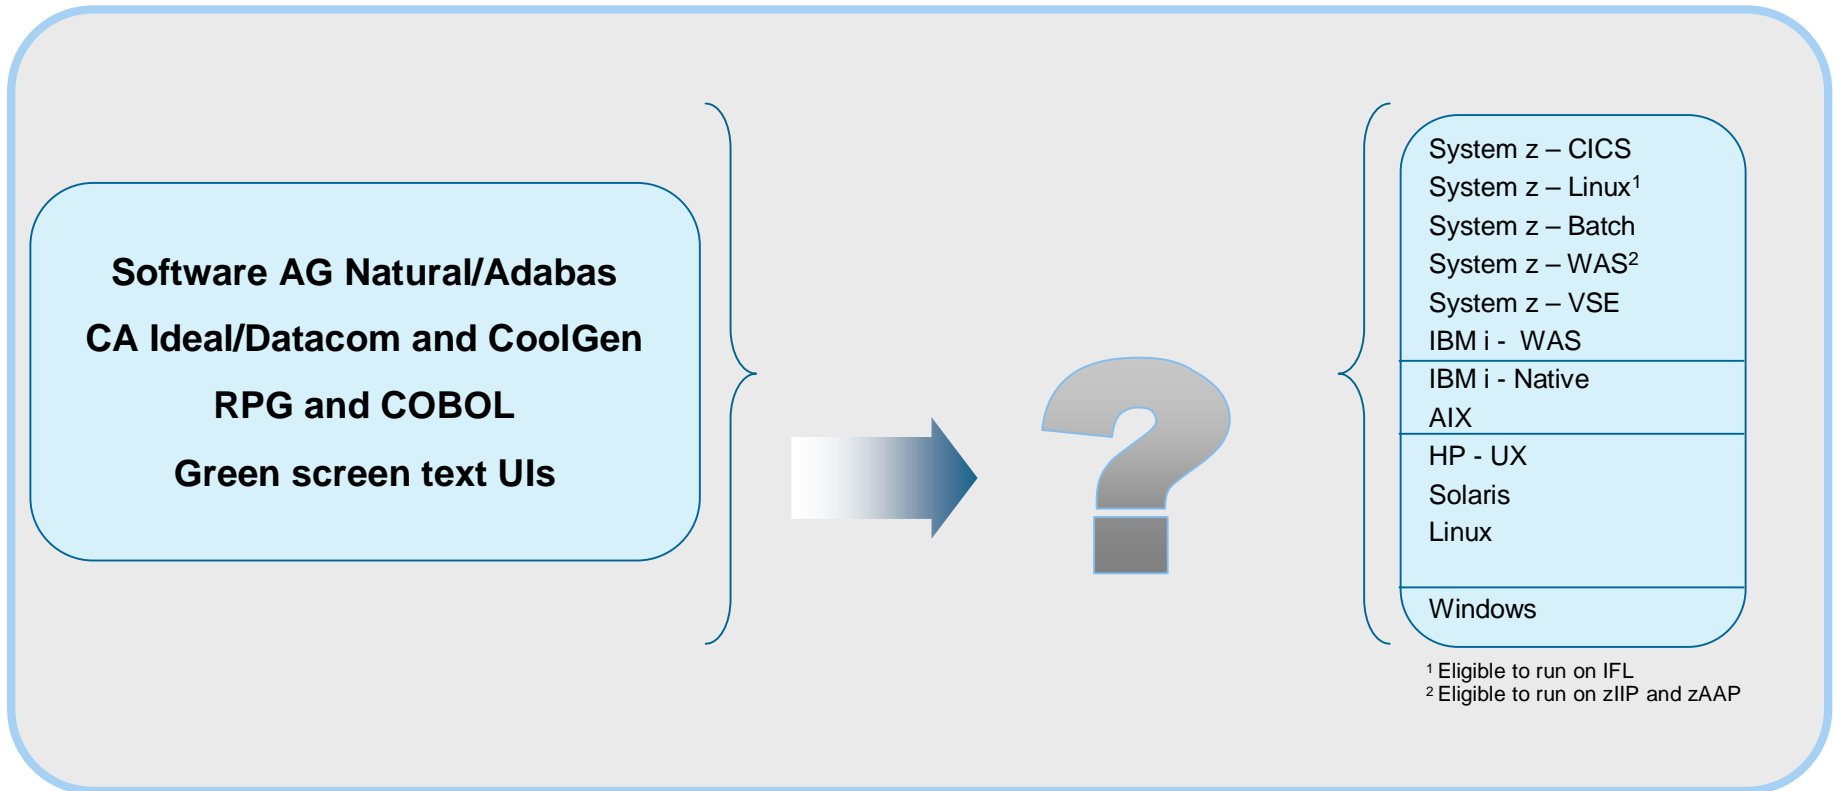 Software AG Natural/Adabas
CA Ideal/Datacom and CoolGen
RPG and COBOL
Green screen text UIs
?
System z – CICS
System z – Linux¹
System z – Batch
System z – WAS²
System z – VSE
IBM i - WAS
IBM i - Native
AIX
HP - UX
Solaris
Linux
Windows
¹ Eligible to run on IFL
² Eligible to run on zIIP and zAAP